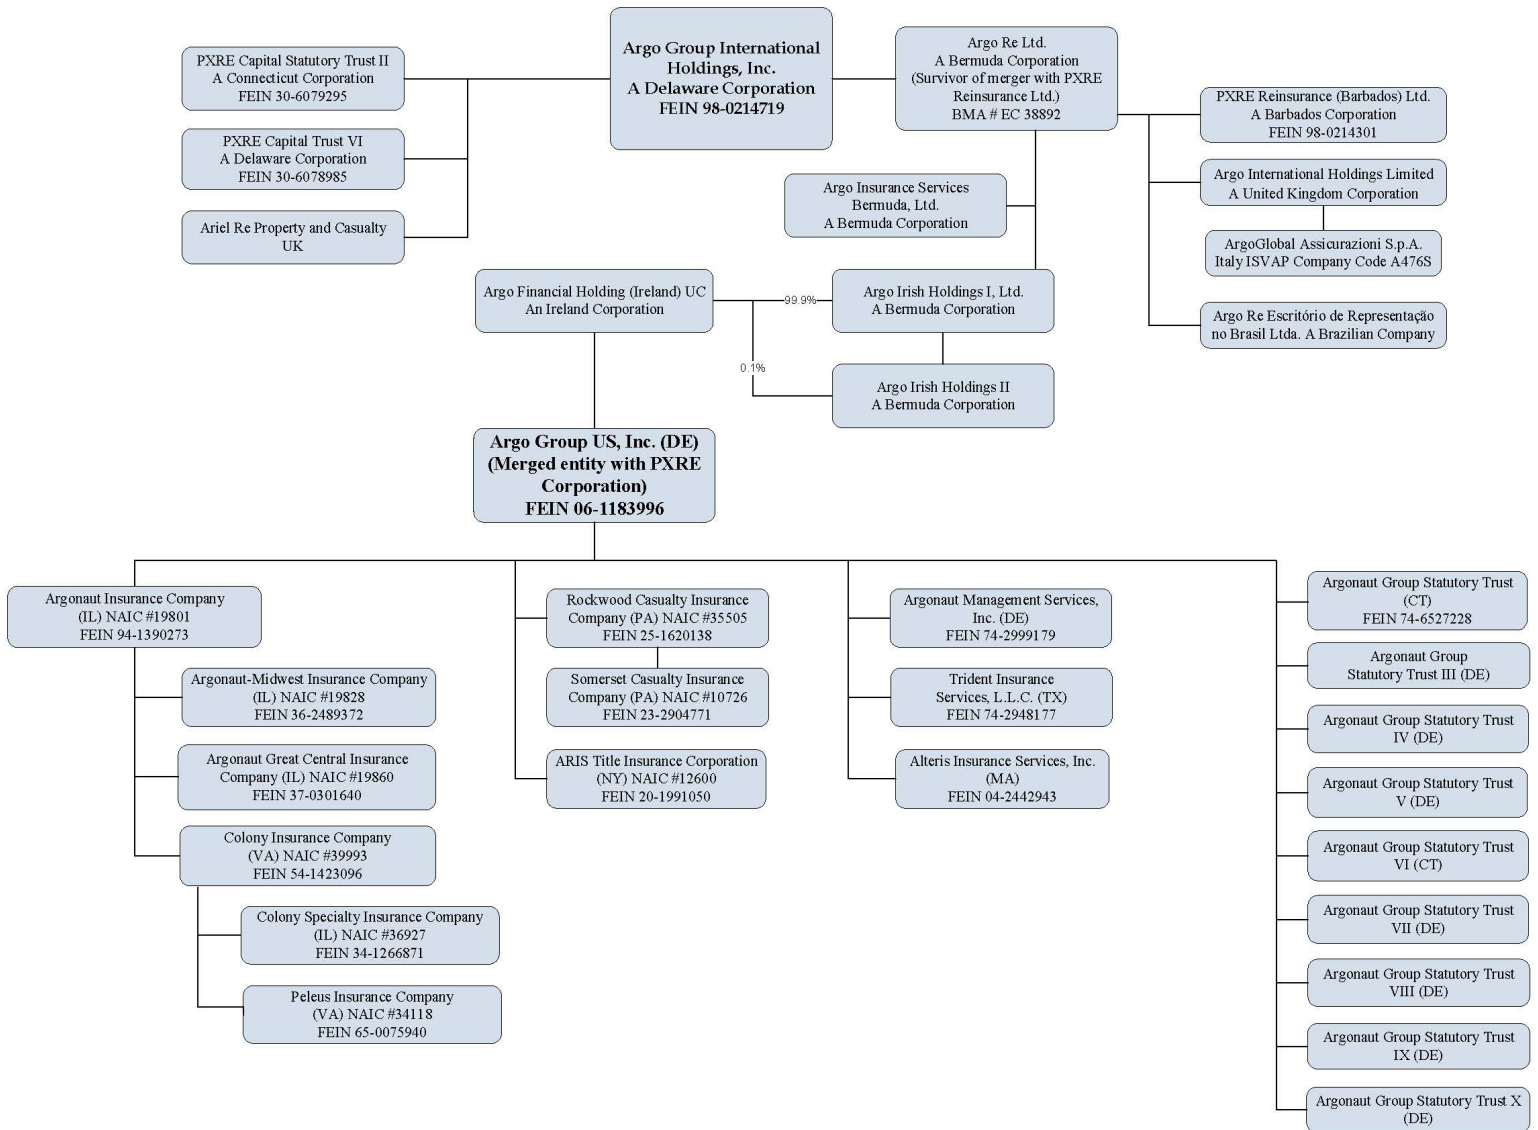 Argo Group International
Holdings, Inc.
A Delaware Corporation
FEIN 98-0214719
PXRE Capital Statutory Trust II
A Connecticut Corporation
FEIN 30-6079295
PXRE Capital Trust VI
A Delaware Corporation
FEIN 30-6078985
Ariel Re Property and Casualty
UK
Argo Re Ltd.
A Bermuda Corporation
(Survivor of merger with PXRE
Reinsurance Ltd.)
BMA # EC 38892
PXRE Reinsurance (Barbados) Ltd.
A Barbados Corporation
FEIN 98-0214301
Argo International Holdings Limited
A United Kingdom Corporation
ArgoGlobal Assicurazioni S.p.A.
Italy ISVAP Company Code A476S
Argo Re Escritório de Representação
no Brasil Ltda. A Brazilian Company
Argo Insurance Services
Bermuda, Ltd.
A Bermuda Corporation
Argo Financial Holding (Ireland) UC
An Ireland Corporation
99.9%
Argo Irish Holdings I, Ltd.
A Bermuda Corporation
0.1%
Argo Irish Holdings II
A Bermuda Corporation
Argo Group US, Inc. (DE)
(Merged entity with PXRE
Corporation)
FEIN 06-1183996
Argonaut Insurance Company
(IL) NAIC #19801
FEIN 94-1390273
Argonaut-Midwest Insurance Company
(IL) NAIC #19828
FEIN 36-2489372
Argonaut Great Central Insurance
Company (IL) NAIC #19860
FEIN 37-0301640
Colony Insurance Company
(VA) NAIC #39993
FEIN 54-1423096
Colony Specialty Insurance Company
(IL) NAIC #36927
FEIN 34-1266871
Peleus Insurance Company
(VA) NAIC #34118
FEIN 65-0075940
Rockwood Casualty Insurance
Company (PA) NAIC #35505
FEIN 25-1620138
Somerset Casualty Insurance
Company (PA) NAIC #10726
FEIN 23-2904771
ARIS Title Insurance Corporation
(NY) NAIC #12600
FEIN 20-1991050
Argonaut Management Services,
Inc. (DE)
FEIN 74-2999179
Trident Insurance
Services, L.L.C. (TX)
FEIN 74-2948177
Alteris Insurance Services, Inc.
(MA)
FEIN 04-2442943
Argonaut Group Statutory Trust
(CT)
FEIN 74-6527228
Argonaut Group
Statutory Trust III (DE)
Argonaut Group Statutory Trust
IV (DE)
Argonaut Group Statutory Trust
V (DE)
Argonaut Group Statutory Trust
VI (CT)
Argonaut Group Statutory Trust
VII (DE)
Argonaut Group Statutory Trust
VIII (DE)
Argonaut Group Statutory Trust
IX (DE)
Argonaut Group Statutory Trust X
(DE)